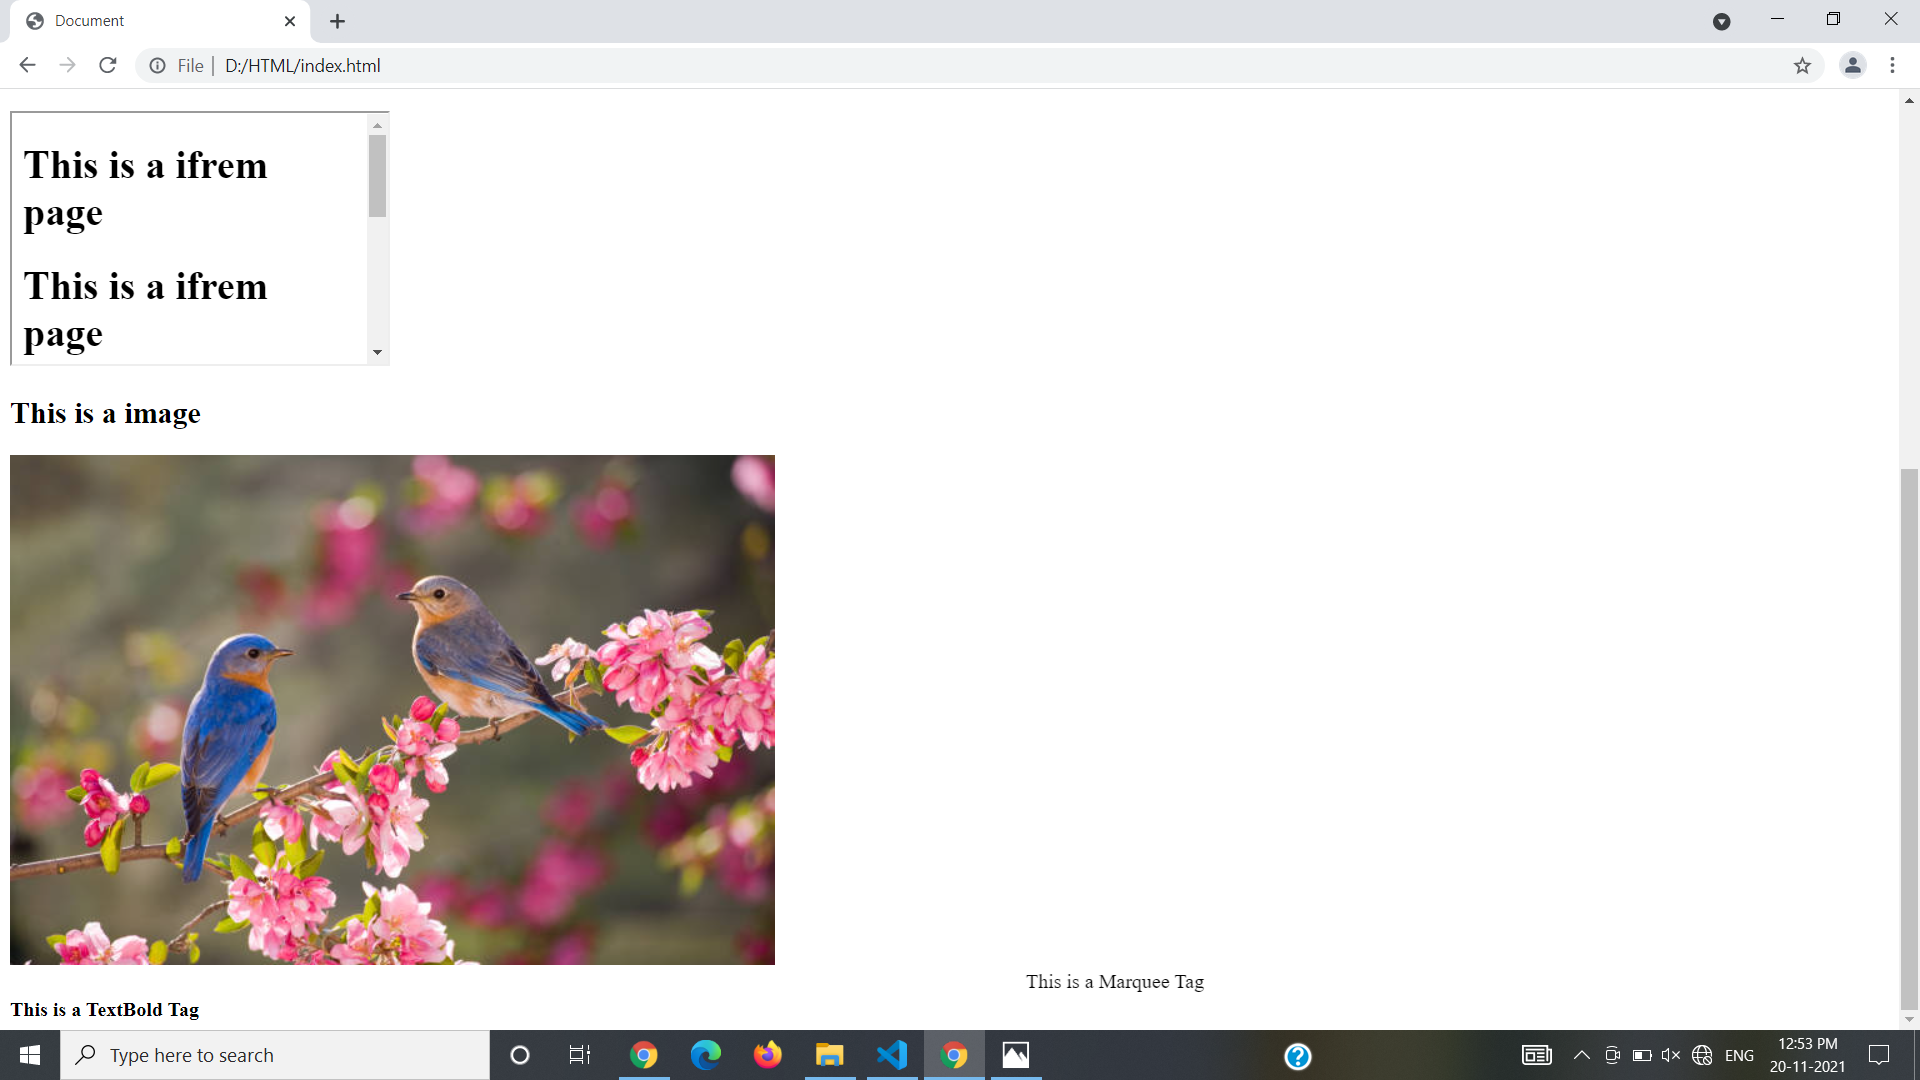 Document
File
D:/HTML/index.html
This is a ifrem
page
This is a ifrem
page
This is a image
This is a Marquee Tag
This is a TextBold Tag
Type here to search
ENG
12:53 PM
20-11-2021